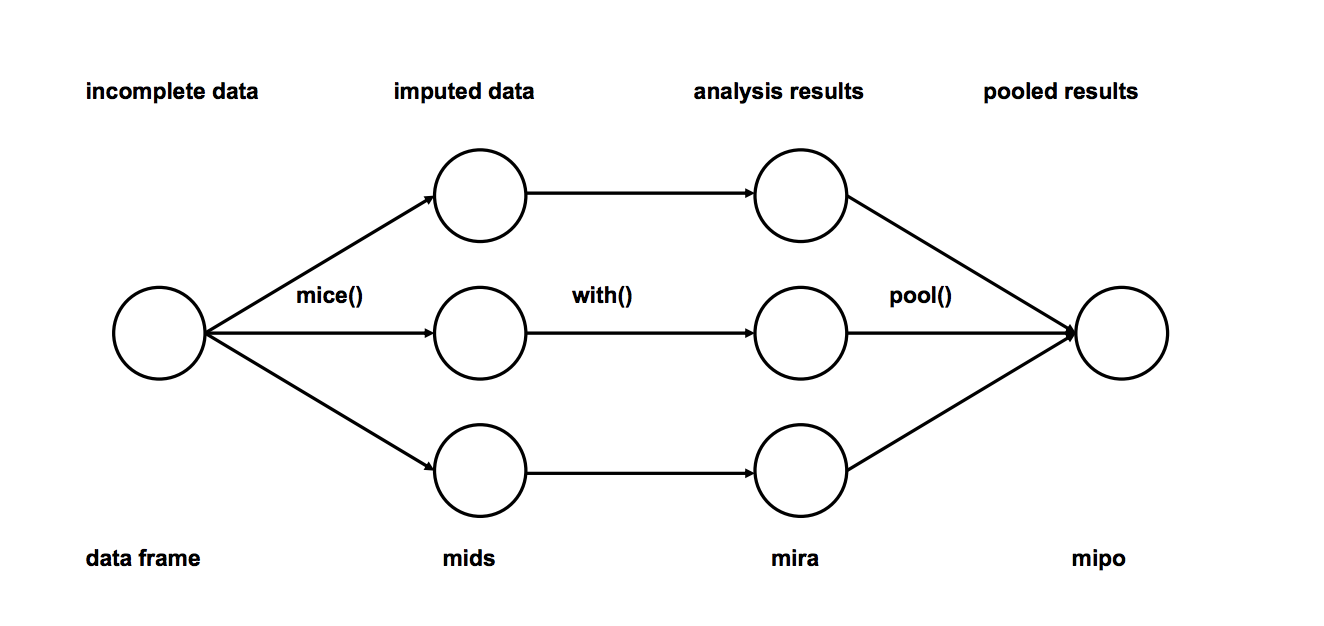 incomplete data
imputed data
analysis results
pooled results
mice()
with()
pool()
data frame
mids
mira
mipo